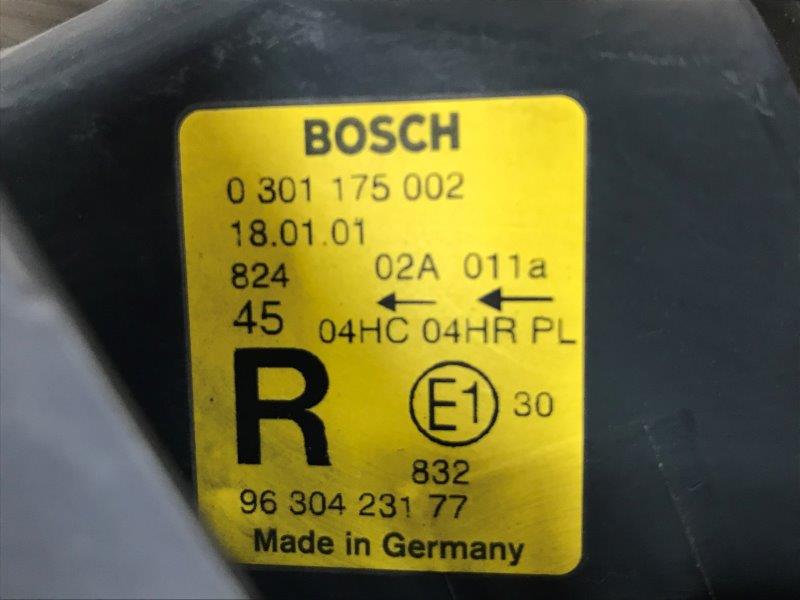 BOSCH
0 301 175 002
18.01.01
824 02A 011a
45 ← ←
04HC 04HR PL
R E1 30
832
96 304 231 77
Made in Germany